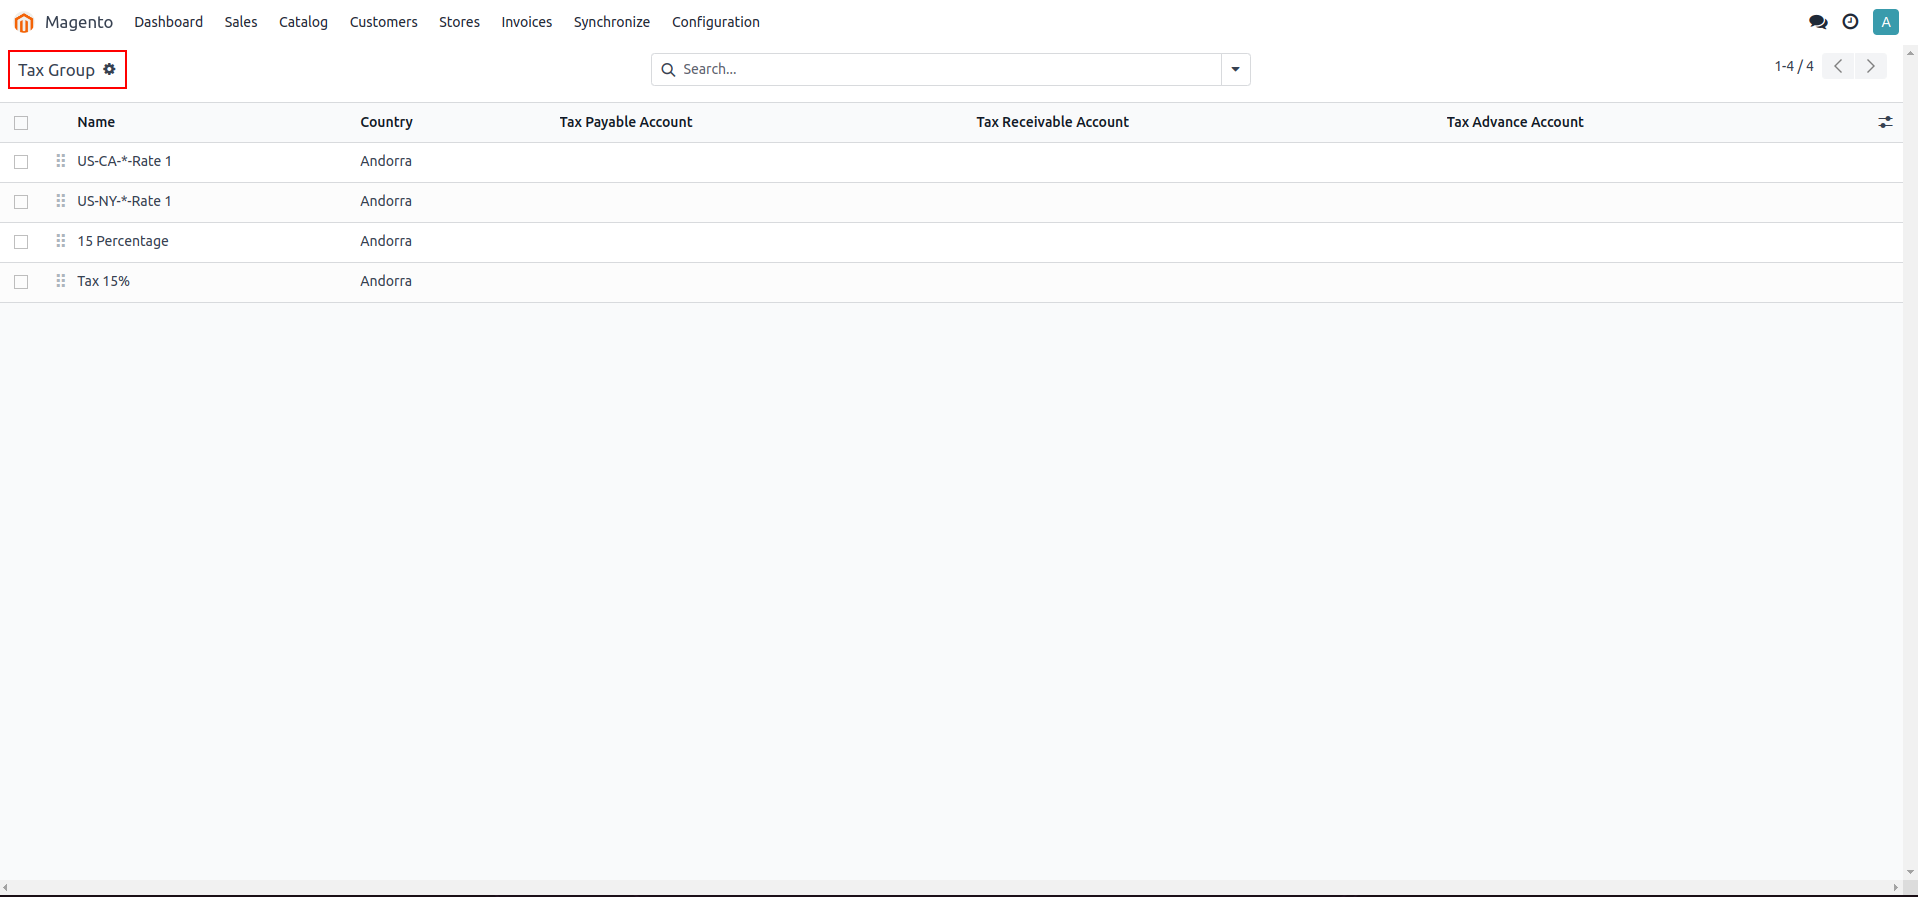 Magento Dashboard Sales Catalog Customers Stores Invoices Synchronize Configuration A
Tax Group Search... 1-4 / 4
Name Country Tax Payable Account Tax Receivable Account Tax Advance Account
US-CA-*-Rate 1 Andorra
US-NY-*-Rate 1 Andorra
15 Percentage Andorra
Tax 15% Andorra